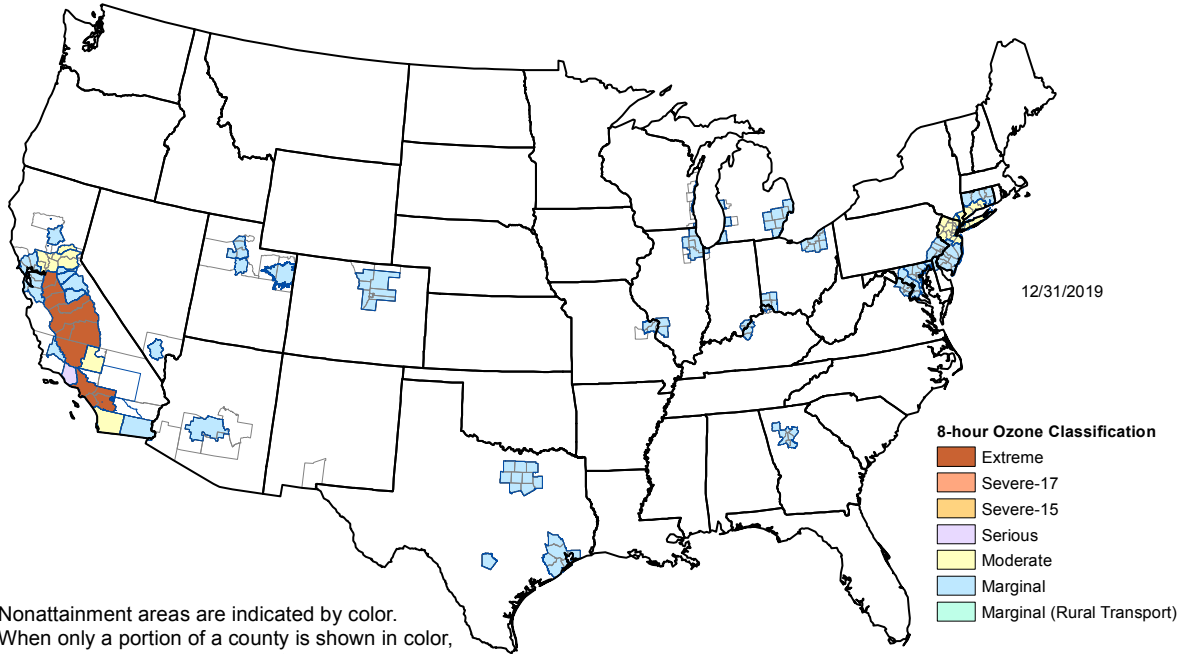 12/31/2019
8-hour Ozone Classification
Extreme
Severe-17
Severe-15
Serious
Moderate
Marginal
Marginal (Rural Transport)
Nonattainment areas are indicated by color.
When only a portion of a county is shown in color,